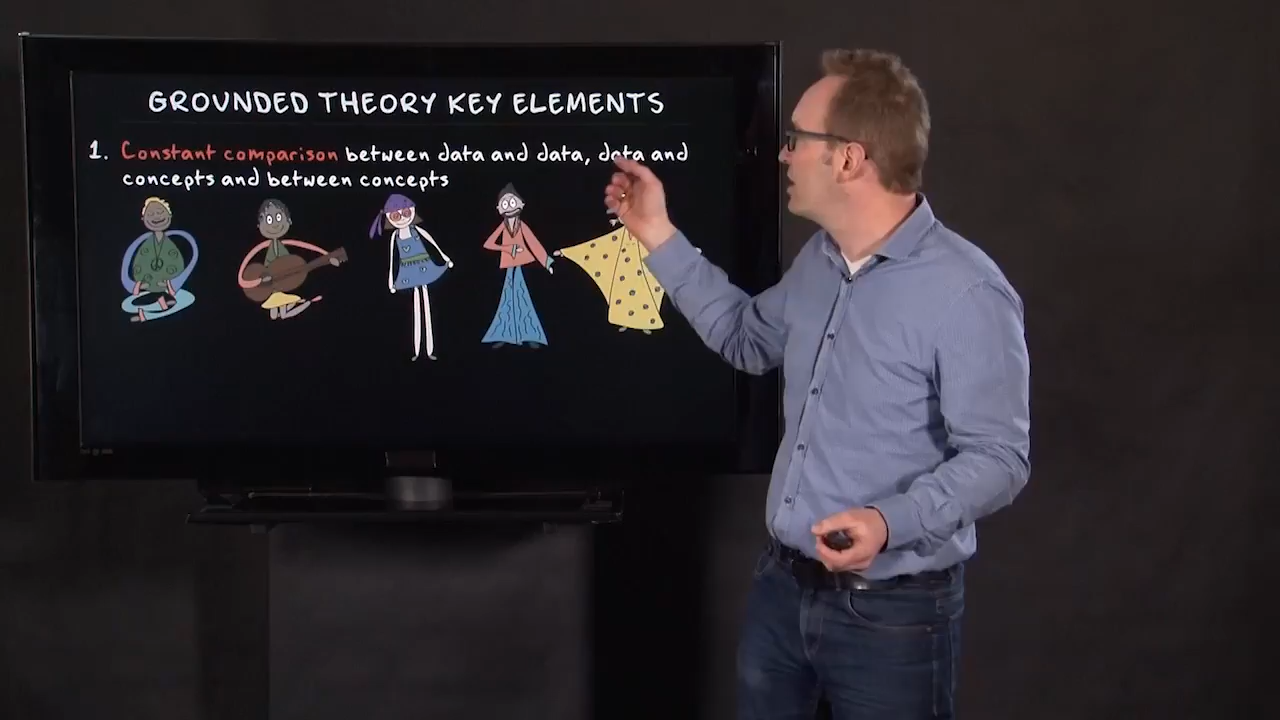 GROUNDED THEORY KEY ELEMENTS
1. Constant comparison between data and data, data and
concepts and between concepts